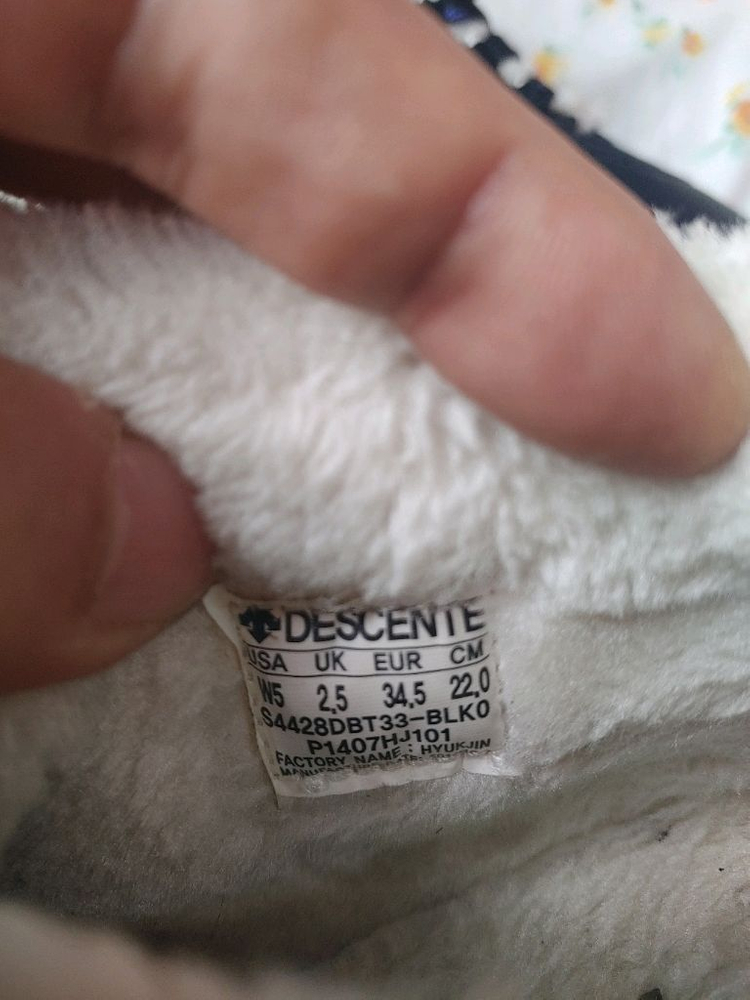 DESCENTE
USA UK EUR CM
W5 2,5 34,5 22,0
S4428DBT33-BLK0
P1407HJ101
FACTORY NAME : HYUKJIN